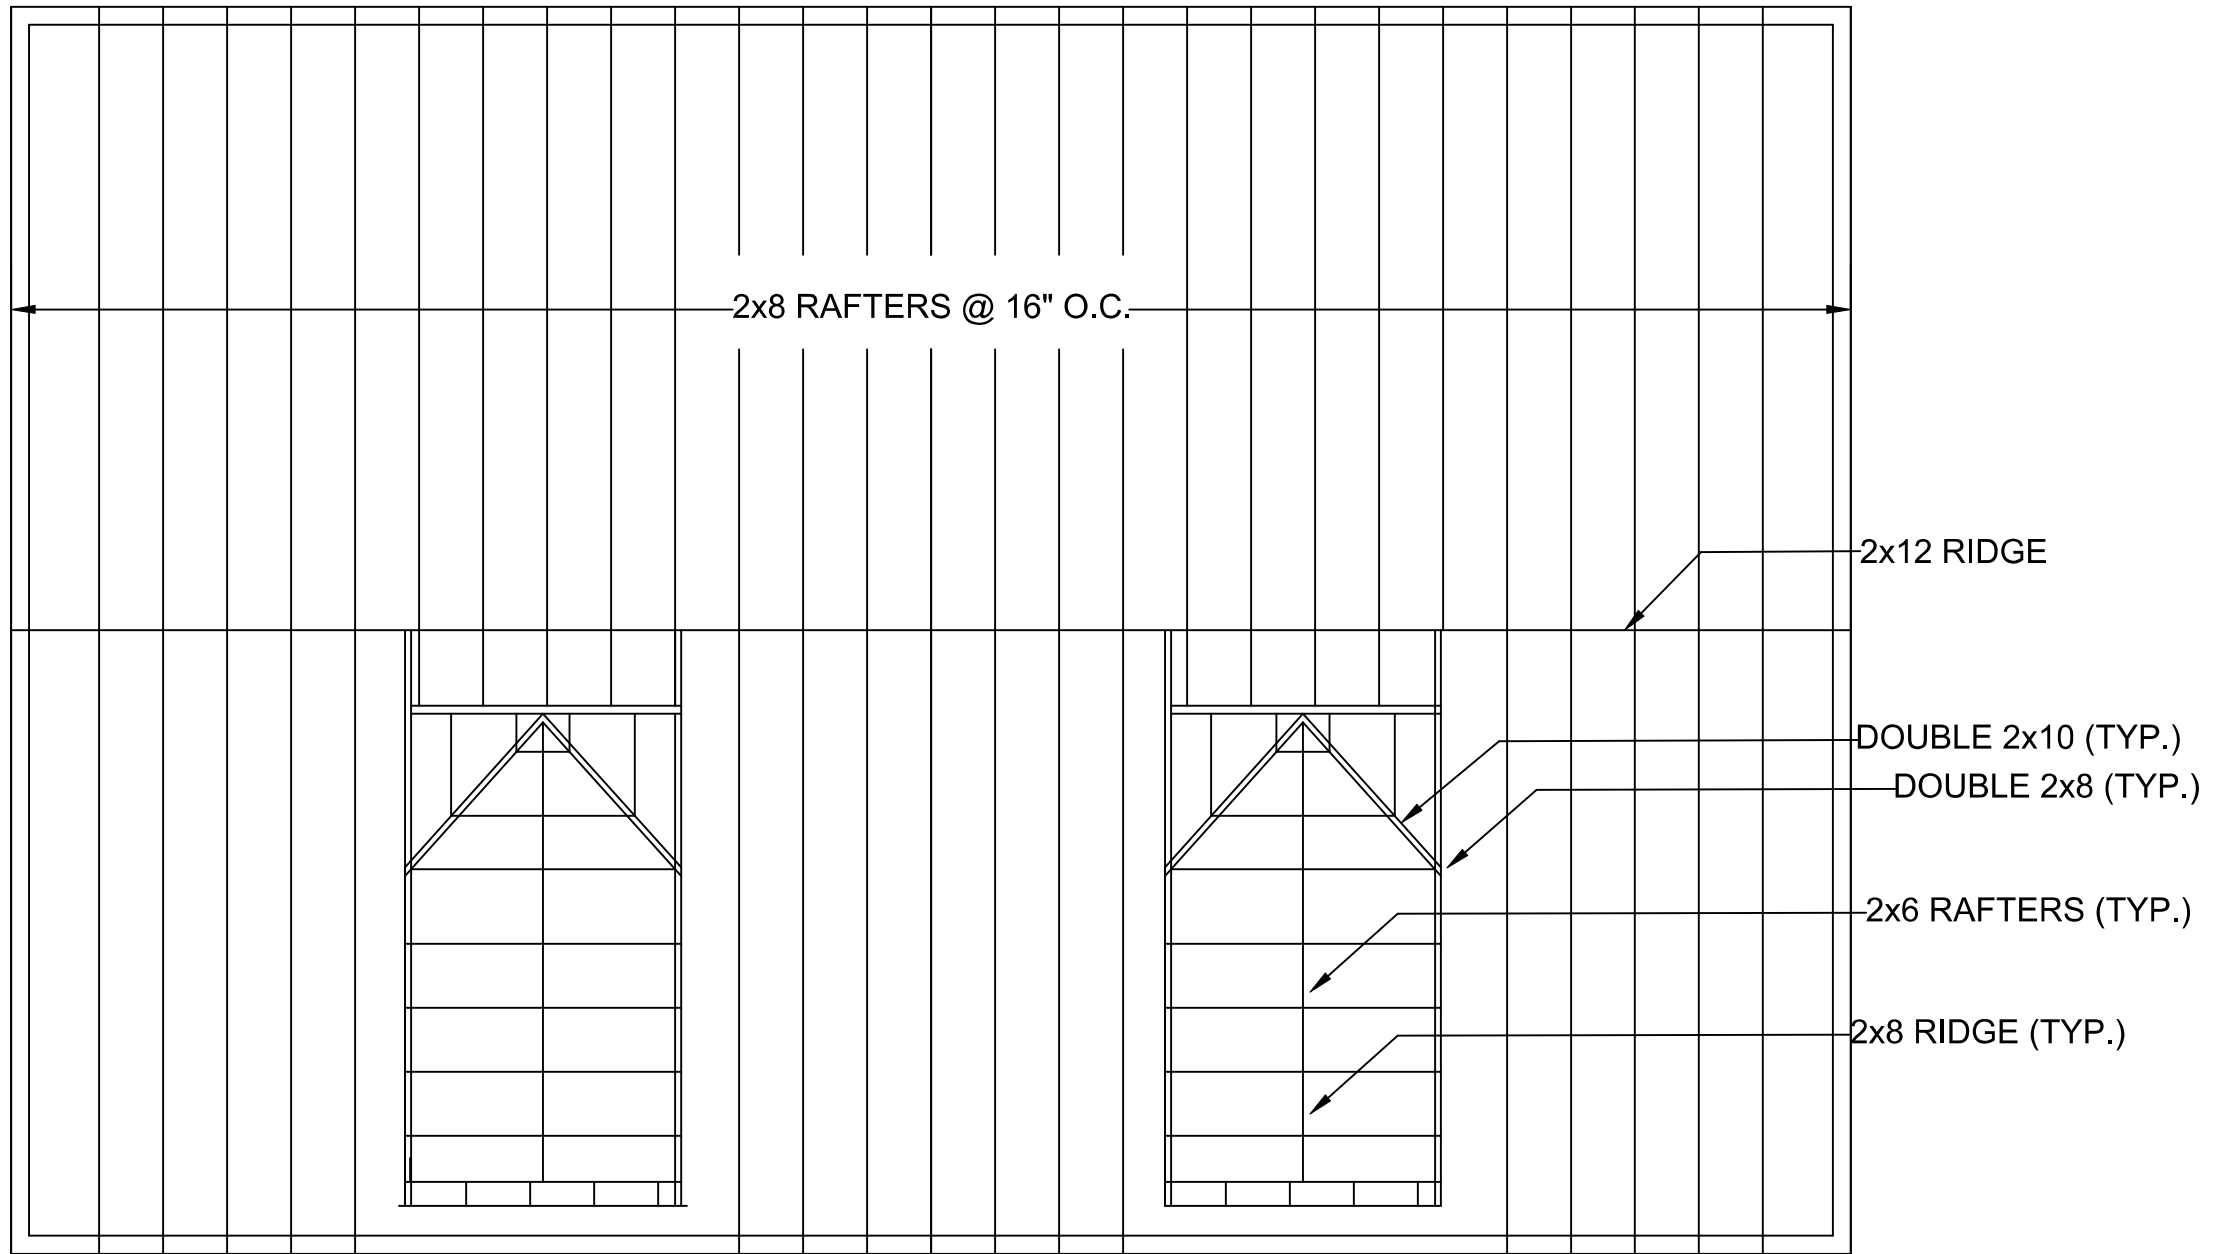 2x8 RAFTERS @ 16" O.C.
2x12 RIDGE
DOUBLE 2x10 (TYP.)
DOUBLE 2x8 (TYP.)
2x6 RAFTERS (TYP.)
2x8 RIDGE (TYP.)